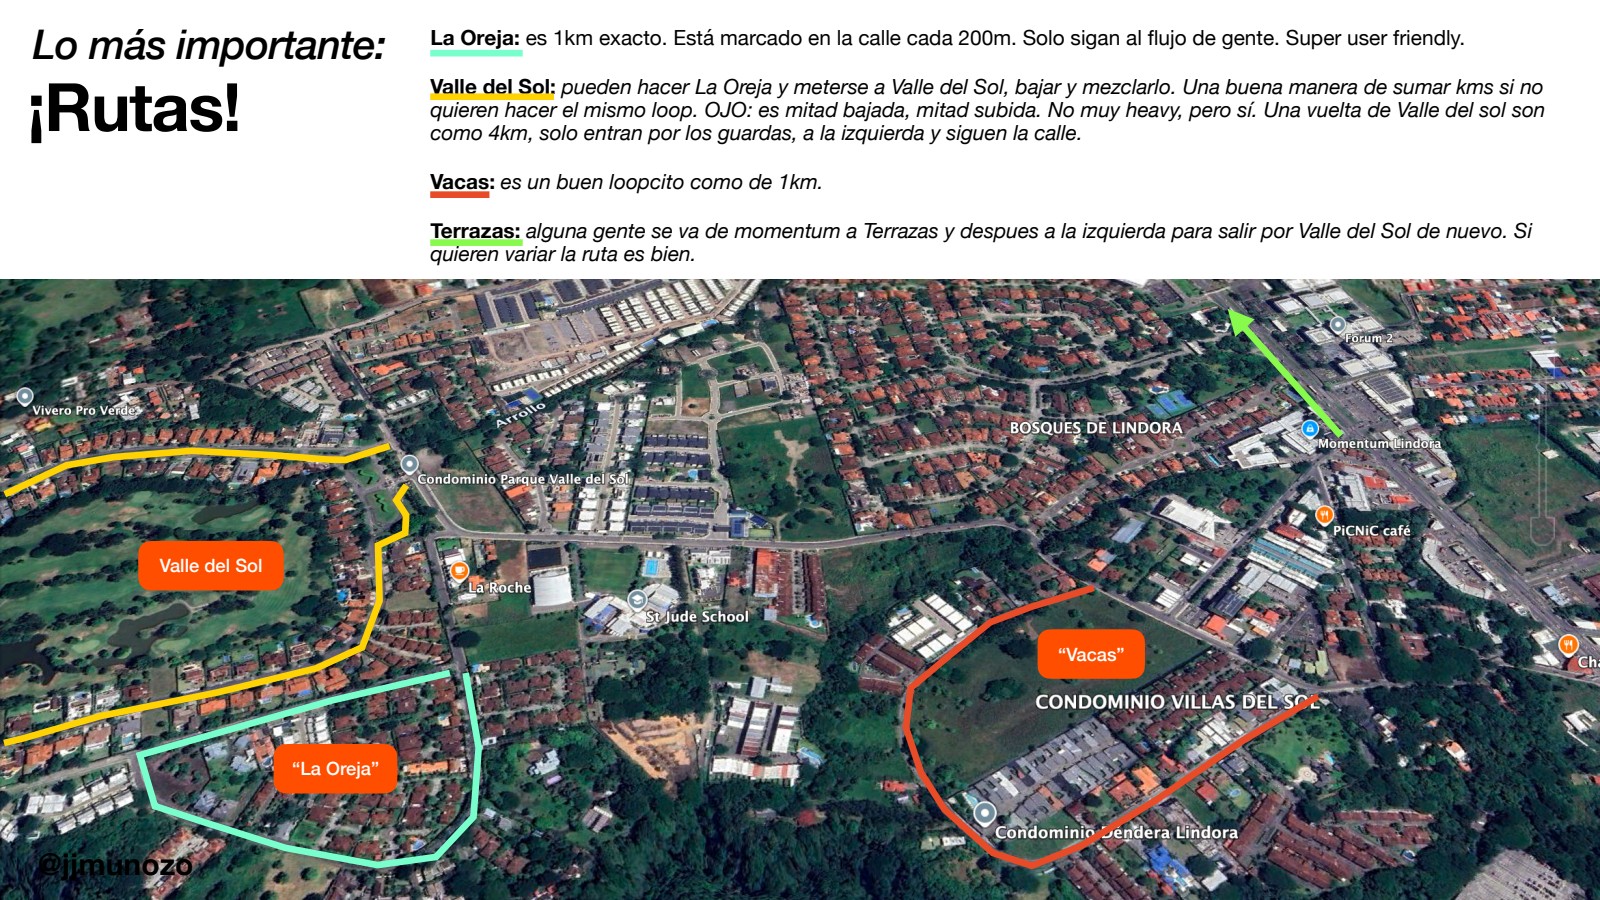 Lo más importante:
¡Rutas!
La Oreja: es 1km exacto. Está marcado en la calle cada 200m. Solo sigan al flujo de gente. Super user friendly.
Valle del Sol: pueden hacer La Oreja y meterse a Valle del Sol, bajar y mezclarlo. Una buena manera de sumar kms si no
quieren hacer el mismo loop. OJO: es mitad bajada, mitad subida. No muy heavy, pero sí. Una vuelta de Valle del sol son
como 4km, solo entran por los guardas, a la izquierda y siguen la calle.
Vacas: es un buen loopcito como de 1km.
Terrazas: alguna gente se va de momentum a Terrazas y despues a la izquierda para salir por Valle del Sol de nuevo. Si
quieren variar la ruta es bien.
Forum 2
Vivero Pro Verde
Arrollo
BOSQUES DE LINDORA
Momentum Lindora
Condominio Parque Valle del Sol
PiCNiC café
Valle del Sol
La Roche
St Jude School
"Vacas"
Cha
CONDOMINIO VILLAS DEL SOL
"La Oreja"
Condominio Dendera Lindora
@jjmunozo